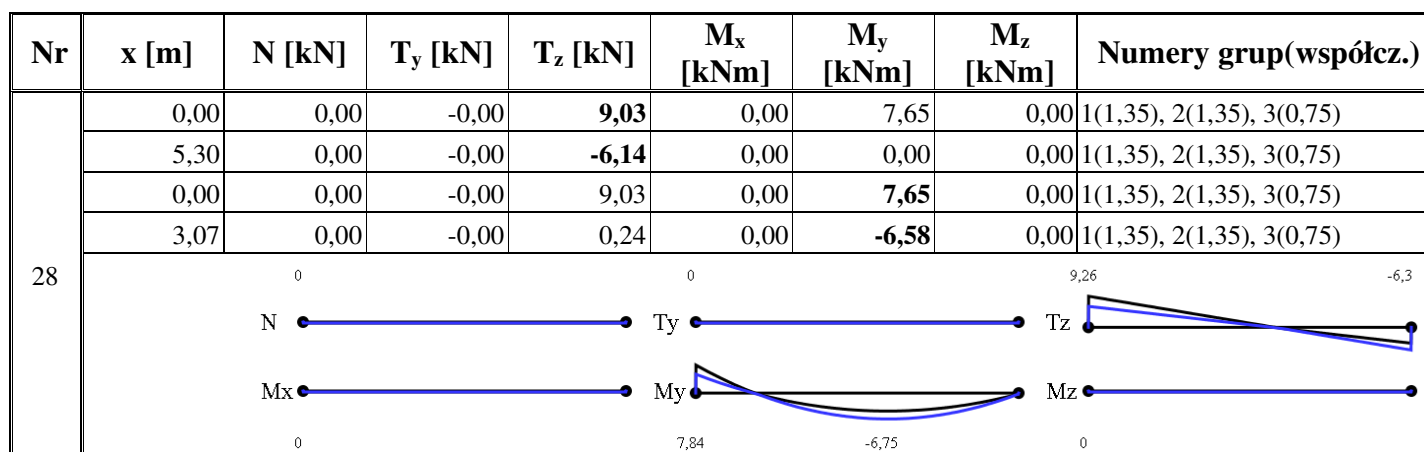 Nr x [m] N [kN] Ty [kN] Tz [kN] Mx [kNm] My [kNm] Mz [kNm] Numery grup(współcz.)
28
0,00 0,00 -0,00 9,03 0,00 7,65 0,00 1(1,35), 2(1,35), 3(0,75)
5,30 0,00 -0,00 -6,14 0,00 0,00 0,00 1(1,35), 2(1,35), 3(0,75)
0,00 0,00 -0,00 9,03 0,00 7,65 0,00 1(1,35), 2(1,35), 3(0,75)
3,07 0,00 -0,00 0,24 0,00 -6,58 0,00 1(1,35), 2(1,35), 3(0,75)
0 0 9,26 -6,3
N Ty Tz
Mx My Mz
0 7,84 -6,75 0